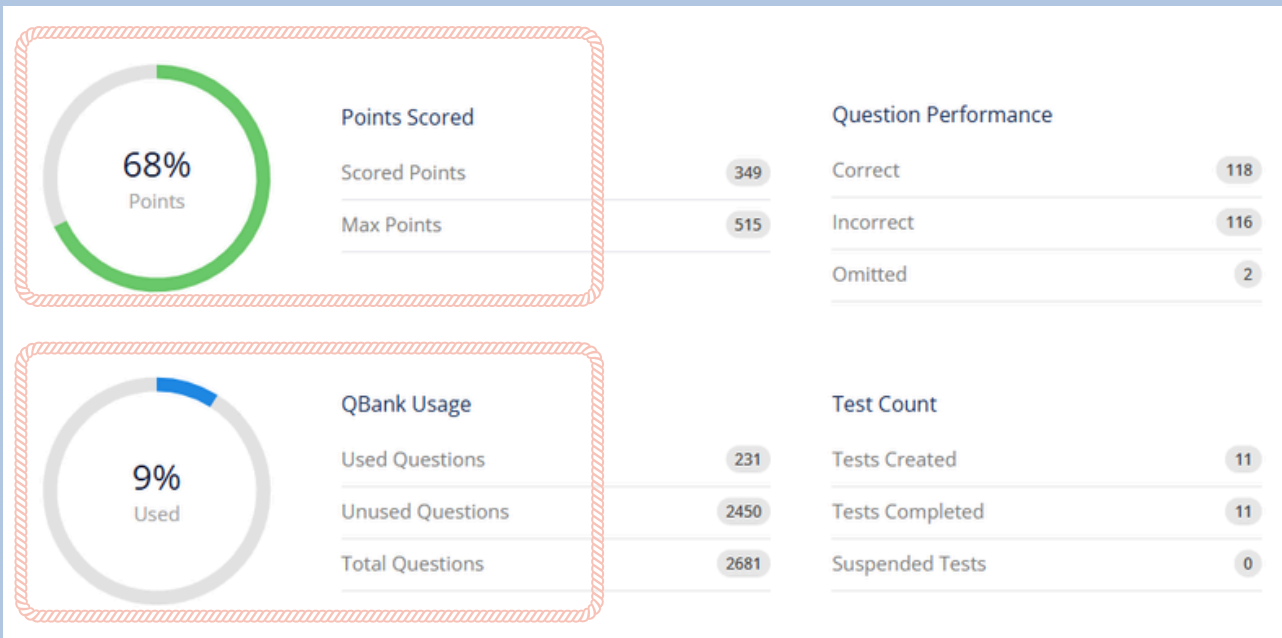 68%
Points
Points Scored
Scored Points 349
Max Points 515
Question Performance
Correct 118
Incorrect 116
Omitted 2
9%
Used
QBank Usage
Used Questions 231
Unused Questions 2450
Total Questions 2681
Test Count
Tests Created 11
Tests Completed 11
Suspended Tests 0